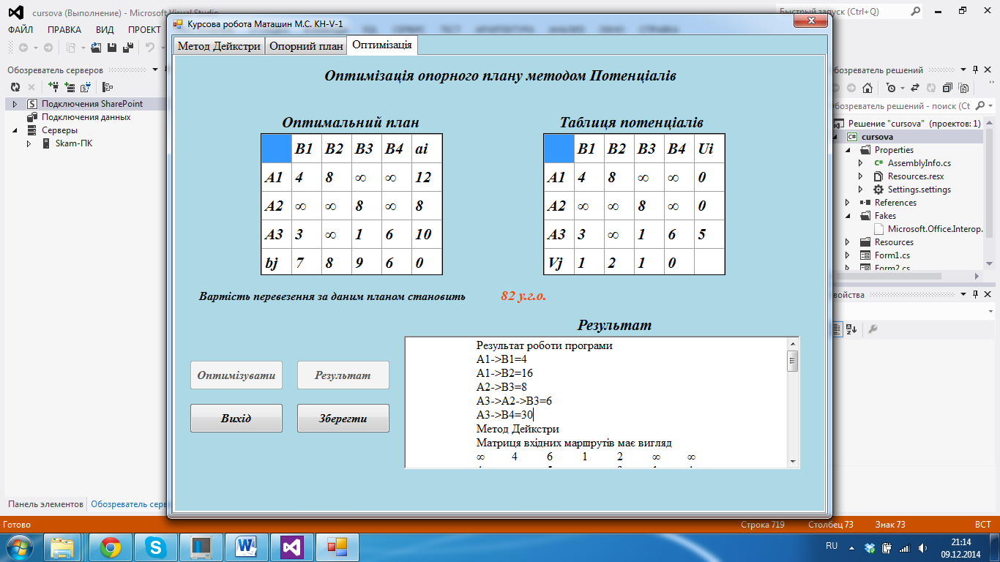 cursova (Выполнение) - Microsoft Visual Studio
Быстрый запуск (Ctrl+Q)
ФАЙЛ ПРАВКА ВИД ПРОЕКТ
Курсова робота Маташин М.С. КН-V-1
Метод Дейкстри Опорний план Оптимізація
Обозреватель серверов
Подключения SharePoint
Подключения данных
Серверы
Skam-ПК
Оптимізація опорного плану методом Потенціалів
Оптимальний план
B1 B2 B3 B4 ai
A1 4 8 ∞ ∞ 12
A2 ∞ ∞ 8 ∞ 8
A3 3 ∞ 1 6 10
bj 7 8 9 6 0
Таблиця потенціалів
B1 B2 B3 B4 Ui
A1 4 8 ∞ ∞ 0
A2 ∞ ∞ 8 ∞ 0
A3 3 ∞ 1 6 5
Vj 1 2 1 0
Вартість перевезення за даним планом становить 82 у.г.о.
Результат
Результат роботи програми
A1->B1=4
A1->B2=16
A2->B3=8
A3->A2->B3=6
A3->B4=30
Метод Дейкстри
Матриця вхідних маршрутів має вигляд
∞ 4 6 1 2 ∞ ∞
Оптимізувати Результат
Вихід Зберегти
бозреватель решений
Обозреватель решений - поиск (Ct
Решение "cursova" (проектов: 1)
cursova
Properties
AssemblyInfo.cs
Resources.resx
Settings.settings
References
Fakes
Microsoft.Office.Interop.
Resources
Form1.cs
Form2.cs
войства
Панель элементов Обозреватель серв
Готово Строка 719 Столбец 73 Знак 73 ВСТ
RU
21:14
09.12.2014